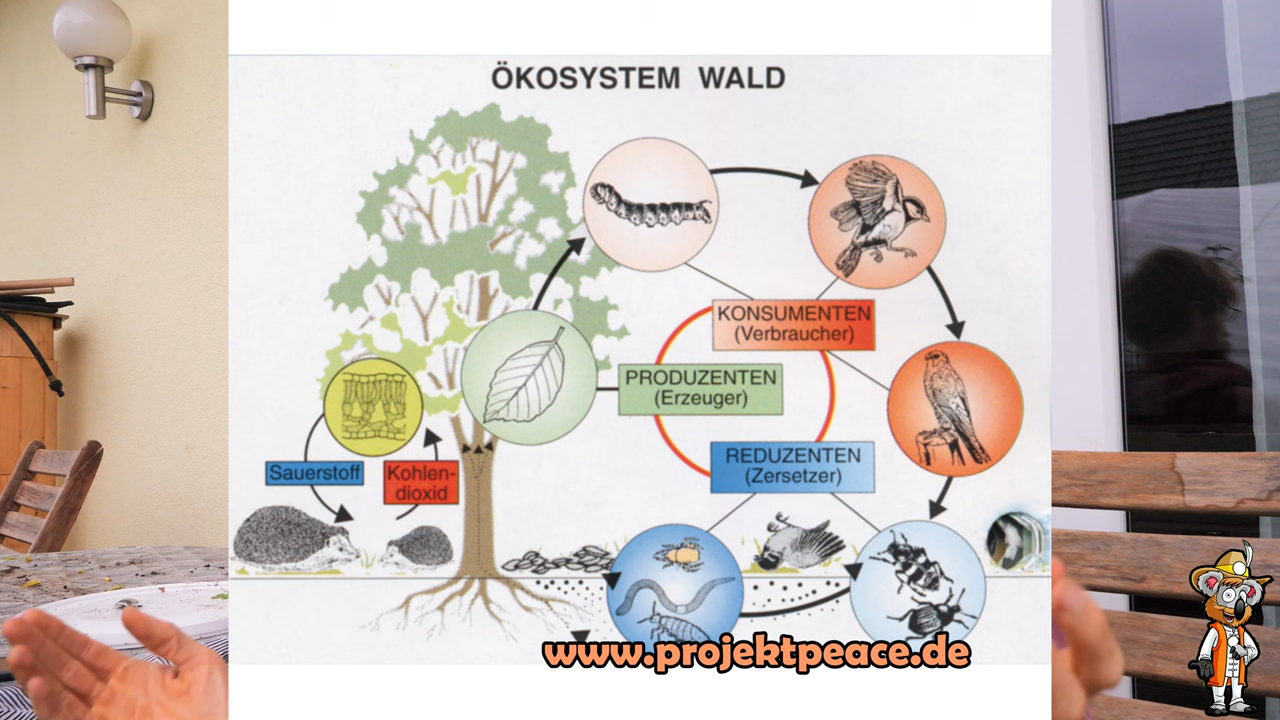 ÖKOSYSTEM WALD
KONSUMENTEN
(Verbraucher)
PRODUZENTEN
(Erzeuger)
REDUZENTEN
(Zersetzer)
Sauerstoff
Kohlen-
dioxid
www.projektpeace.de